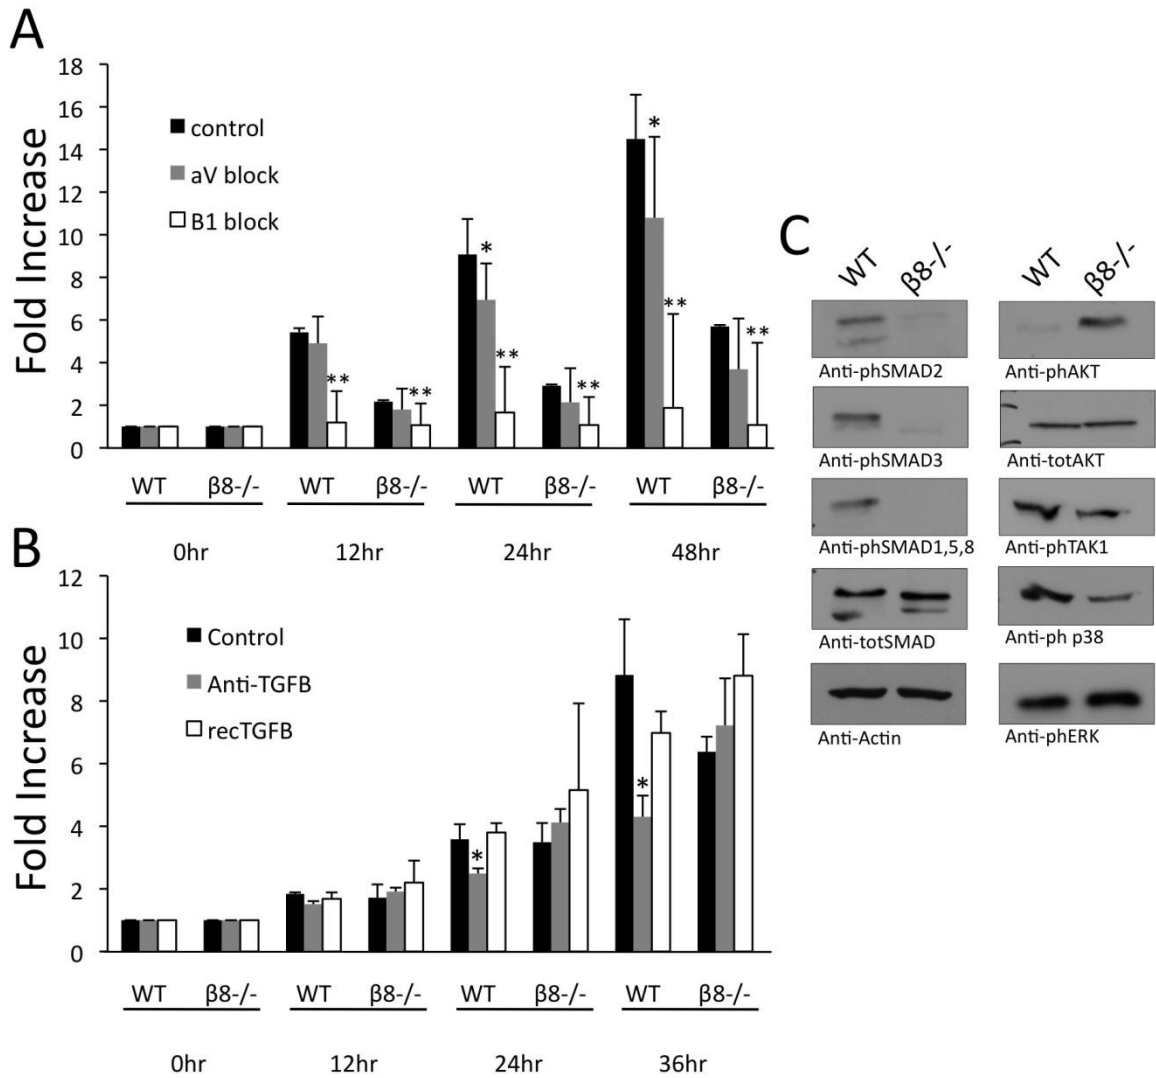 A
Fold Increase
18
16
14
12
10
8
6
4
2
0
control
aV block
B1 block
** ** * ** ** * ** **
WT β8-/- WT β8-/- WT β8-/- WT β8-/-
0hr 12hr 24hr 48hr
B
Fold Increase
12
10
8
6
4
2
0
Control
Anti-TGFB
recTGFB
* *
WT β8-/- WT β8-/- WT β8-/- WT β8-/-
0hr 12hr 24hr 36hr
C
WT β8-/- WT β8-/-
Anti-phSMAD2
Anti-phSMAD3
Anti-phSMAD1,5,8
Anti-totSMAD
Anti-Actin
Anti-phAKT
Anti-totAKT
Anti-phTAK1
Anti-ph p38
Anti-phERK